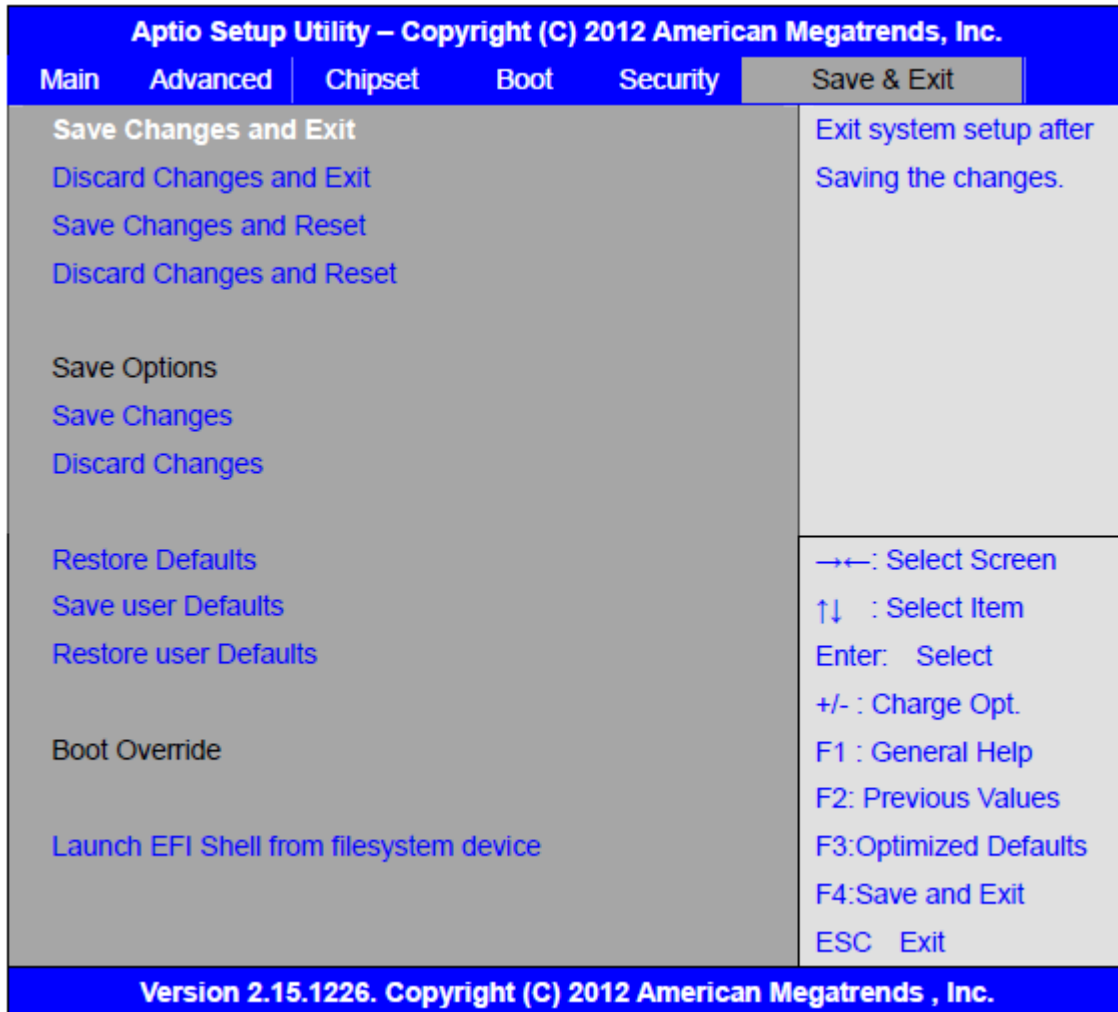 Aptio Setup Utility – Copyright (C) 2012 American Megatrends, Inc.
Main Advanced Chipset Boot Security Save & Exit
Save Changes and Exit
Discard Changes and Exit
Save Changes and Reset
Discard Changes and Reset
Save Options
Save Changes
Discard Changes
Restore Defaults
Save user Defaults
Restore user Defaults
Boot Override
Launch EFI Shell from filesystem device
Exit system setup after
Saving the changes.
→←: Select Screen
↑↓ : Select Item
Enter: Select
+/- : Charge Opt.
F1 : General Help
F2: Previous Values
F3:Optimized Defaults
F4:Save and Exit
ESC Exit
Version 2.15.1226. Copyright (C) 2012 American Megatrends , Inc.